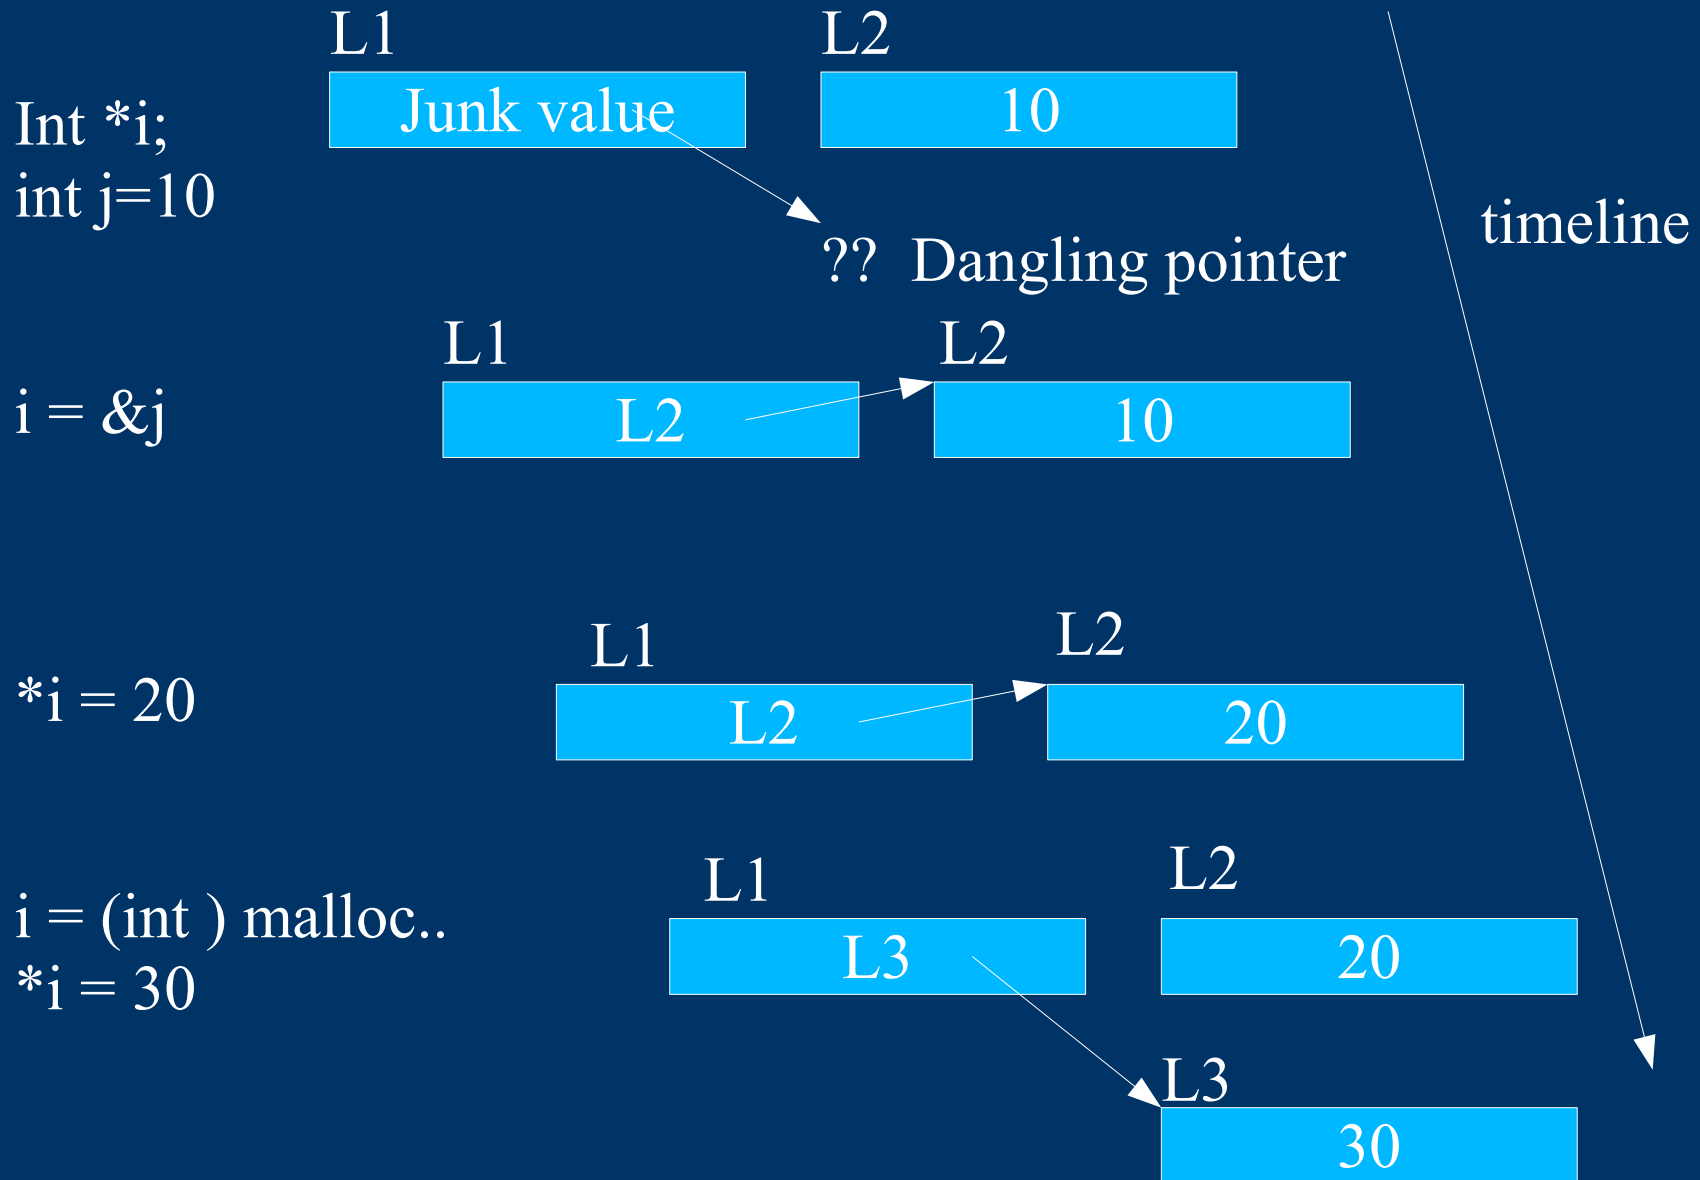 L1 L2
Junk value 10
Int *i;
int j=10
timeline
?? Dangling pointer
L1 L2
i = &j L2 10
L1 L2
*i = 20 L2 20
L1 L2
i = (int ) malloc..
L3 20
*i = 30
L3
30